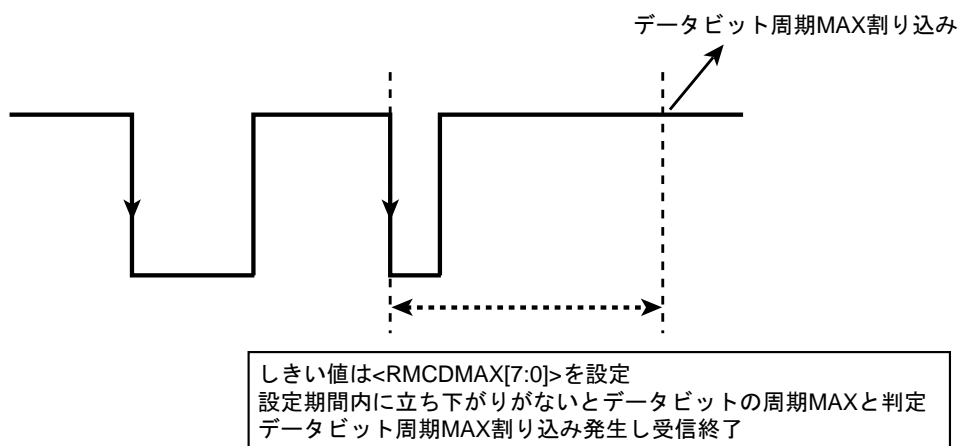 データビット周期MAX割り込み
しきい値は<RMCDMAX[7:0]>を設定
設定期間内に立ち下がりがないとデータビットの周期MAXと判定
データビット周期MAX割り込み発生し受信終了